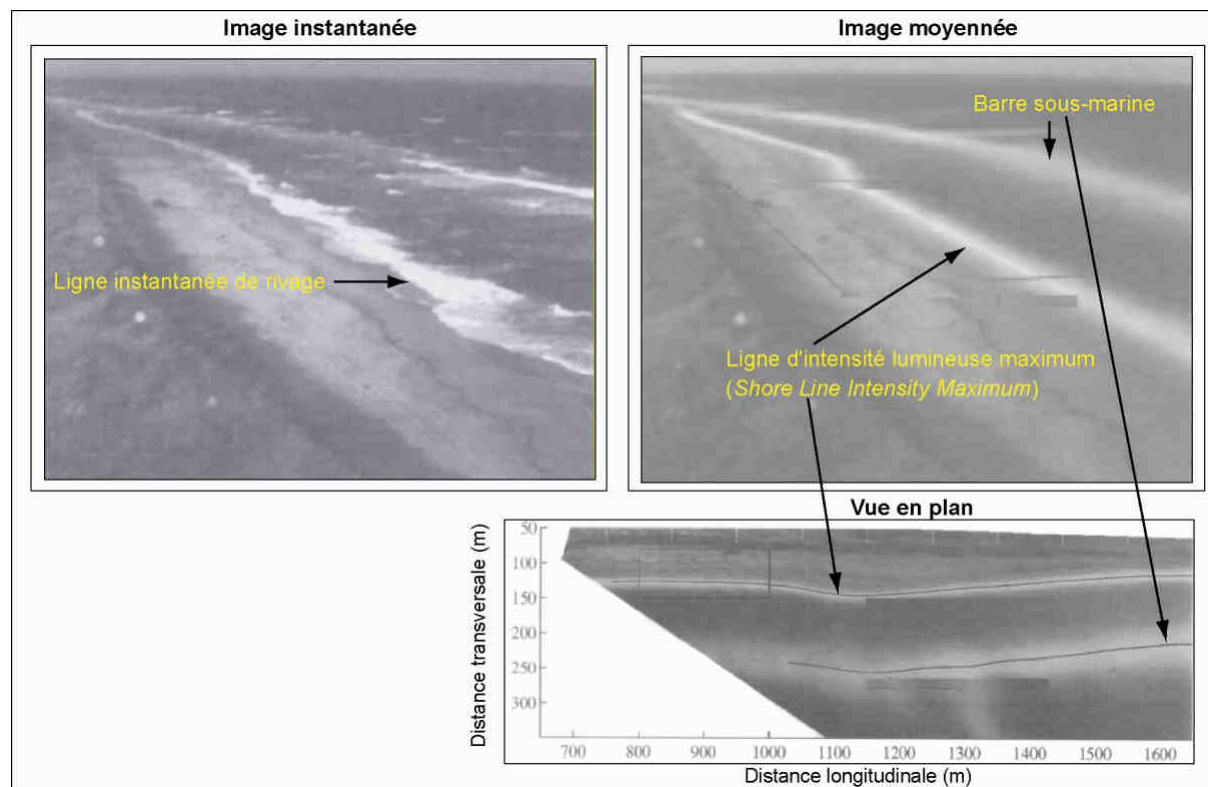 Image instantanée
Image moyennée
Ligne instantanée de rivage
Barre sous-marine
Ligne d'intensité lumineuse maximum
(Shore Line Intensity Maximum)
Vue en plan
Distance transversale (m)
50
100
150
200
250
300
700 800 900 1000 1100 1200 1300 1400 1500 1600
Distance longitudinale (m)